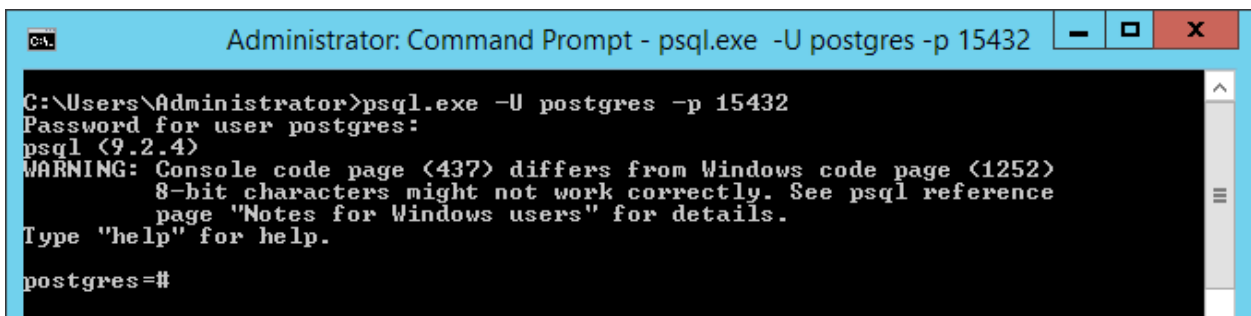 Administrator: Command Prompt - psql.exe  -U postgres -p 15432
C:\Users\Administrator>psql.exe -U postgres -p 15432
Password for user postgres:
psql (9.2.4)
WARNING: Console code page (437) differs from Windows code page (1252)
         8-bit characters might not work correctly. See psql reference
         page "Notes for Windows users" for details.
Type "help" for help.
postgres=#